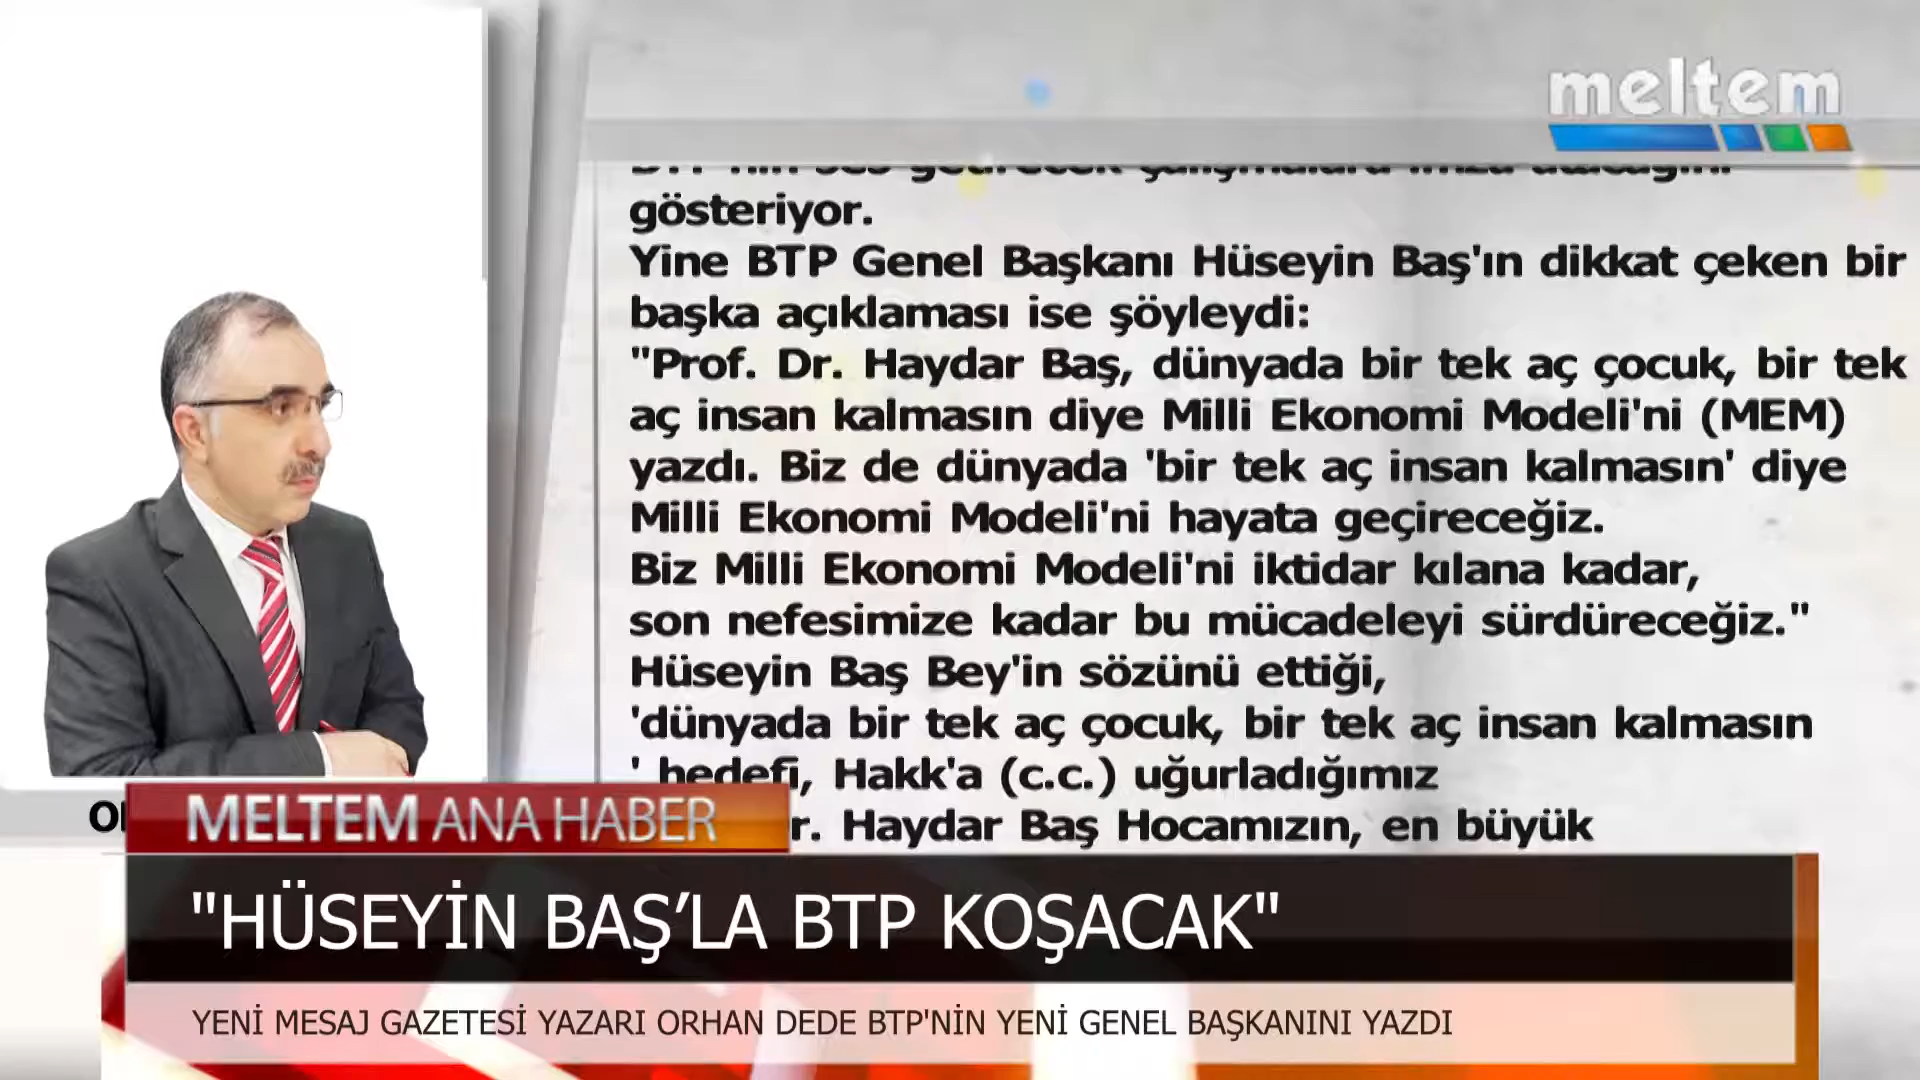 meltem
gösteriyor.
Yine BTP Genel Başkanı Hüseyin Baş'ın dikkat çeken bir
başka açıklaması ise şöyleydi:
"Prof. Dr. Haydar Baş, dünyada bir tek aç çocuk, bir tek
aç insan kalmasın diye Milli Ekonomi Modeli'ni (MEM)
yazdı. Biz de dünyada 'bir tek aç insan kalmasın' diye
Milli Ekonomi Modeli'ni hayata geçireceğiz.
Biz Milli Ekonomi Modeli'ni iktidar kılana kadar,
son nefesimize kadar bu mücadeleyi sürdüreceğiz."
Hüseyin Baş Bey'in sözünü ettiği,
'dünyada bir tek aç çocuk, bir tek aç insan kalmasın
' hedefi, Hakk'a (c.c.) uğurladığımız
r. Haydar Baş Hocamızın, en büyük
MELTEM ANA HABER
"HÜSEYİN BAŞ’LA BTP KOŞACAK"
YENİ MESAJ GAZETESİ YAZARI ORHAN DEDE BTP'NİN YENİ GENEL BAŞKANINI YAZDI